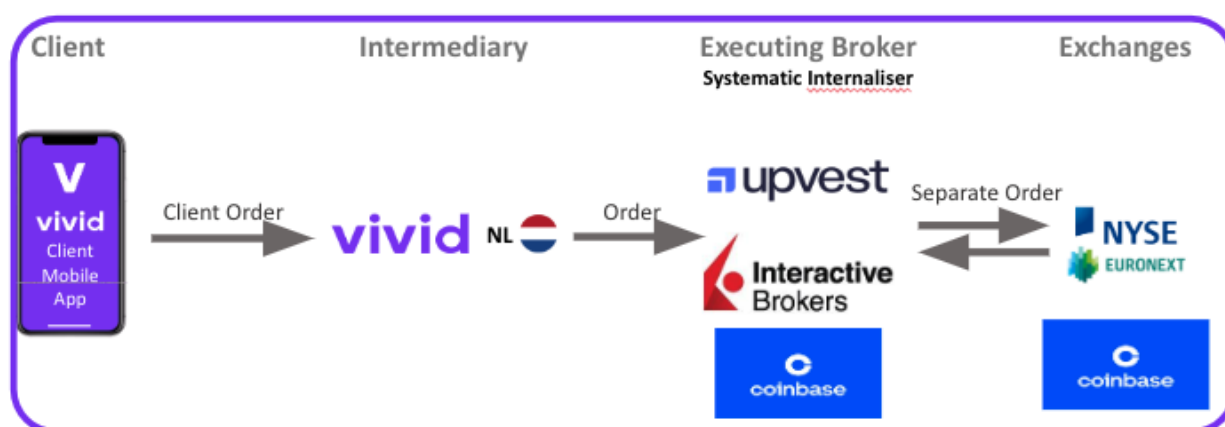 Client
Intermediary
Executing Broker
Exchanges
Systematic Internaliser
V
vivid
Client
Mobile
App
Client Order
vivid
NL
Order
upvest
Interactive
Brokers
coinbase
Separate Order
NYSE
EURONEXT
coinbase